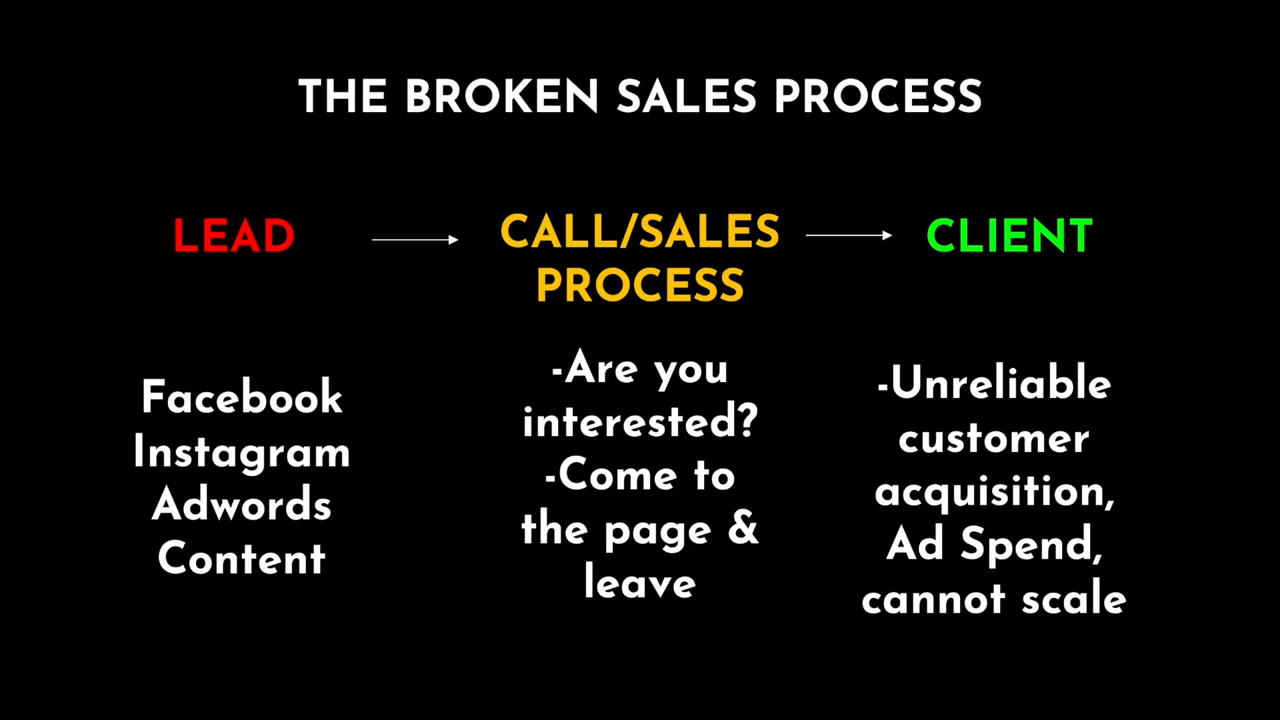 THE BROKEN SALES PROCESS
LEAD
Facebook
Instagram
Adwords
Content
CALL/SALES
PROCESS
-Are you
interested?
-Come to
the page &
leave
CLIENT
-Unreliable
customer
acquisition,
Ad Spend,
cannot scale